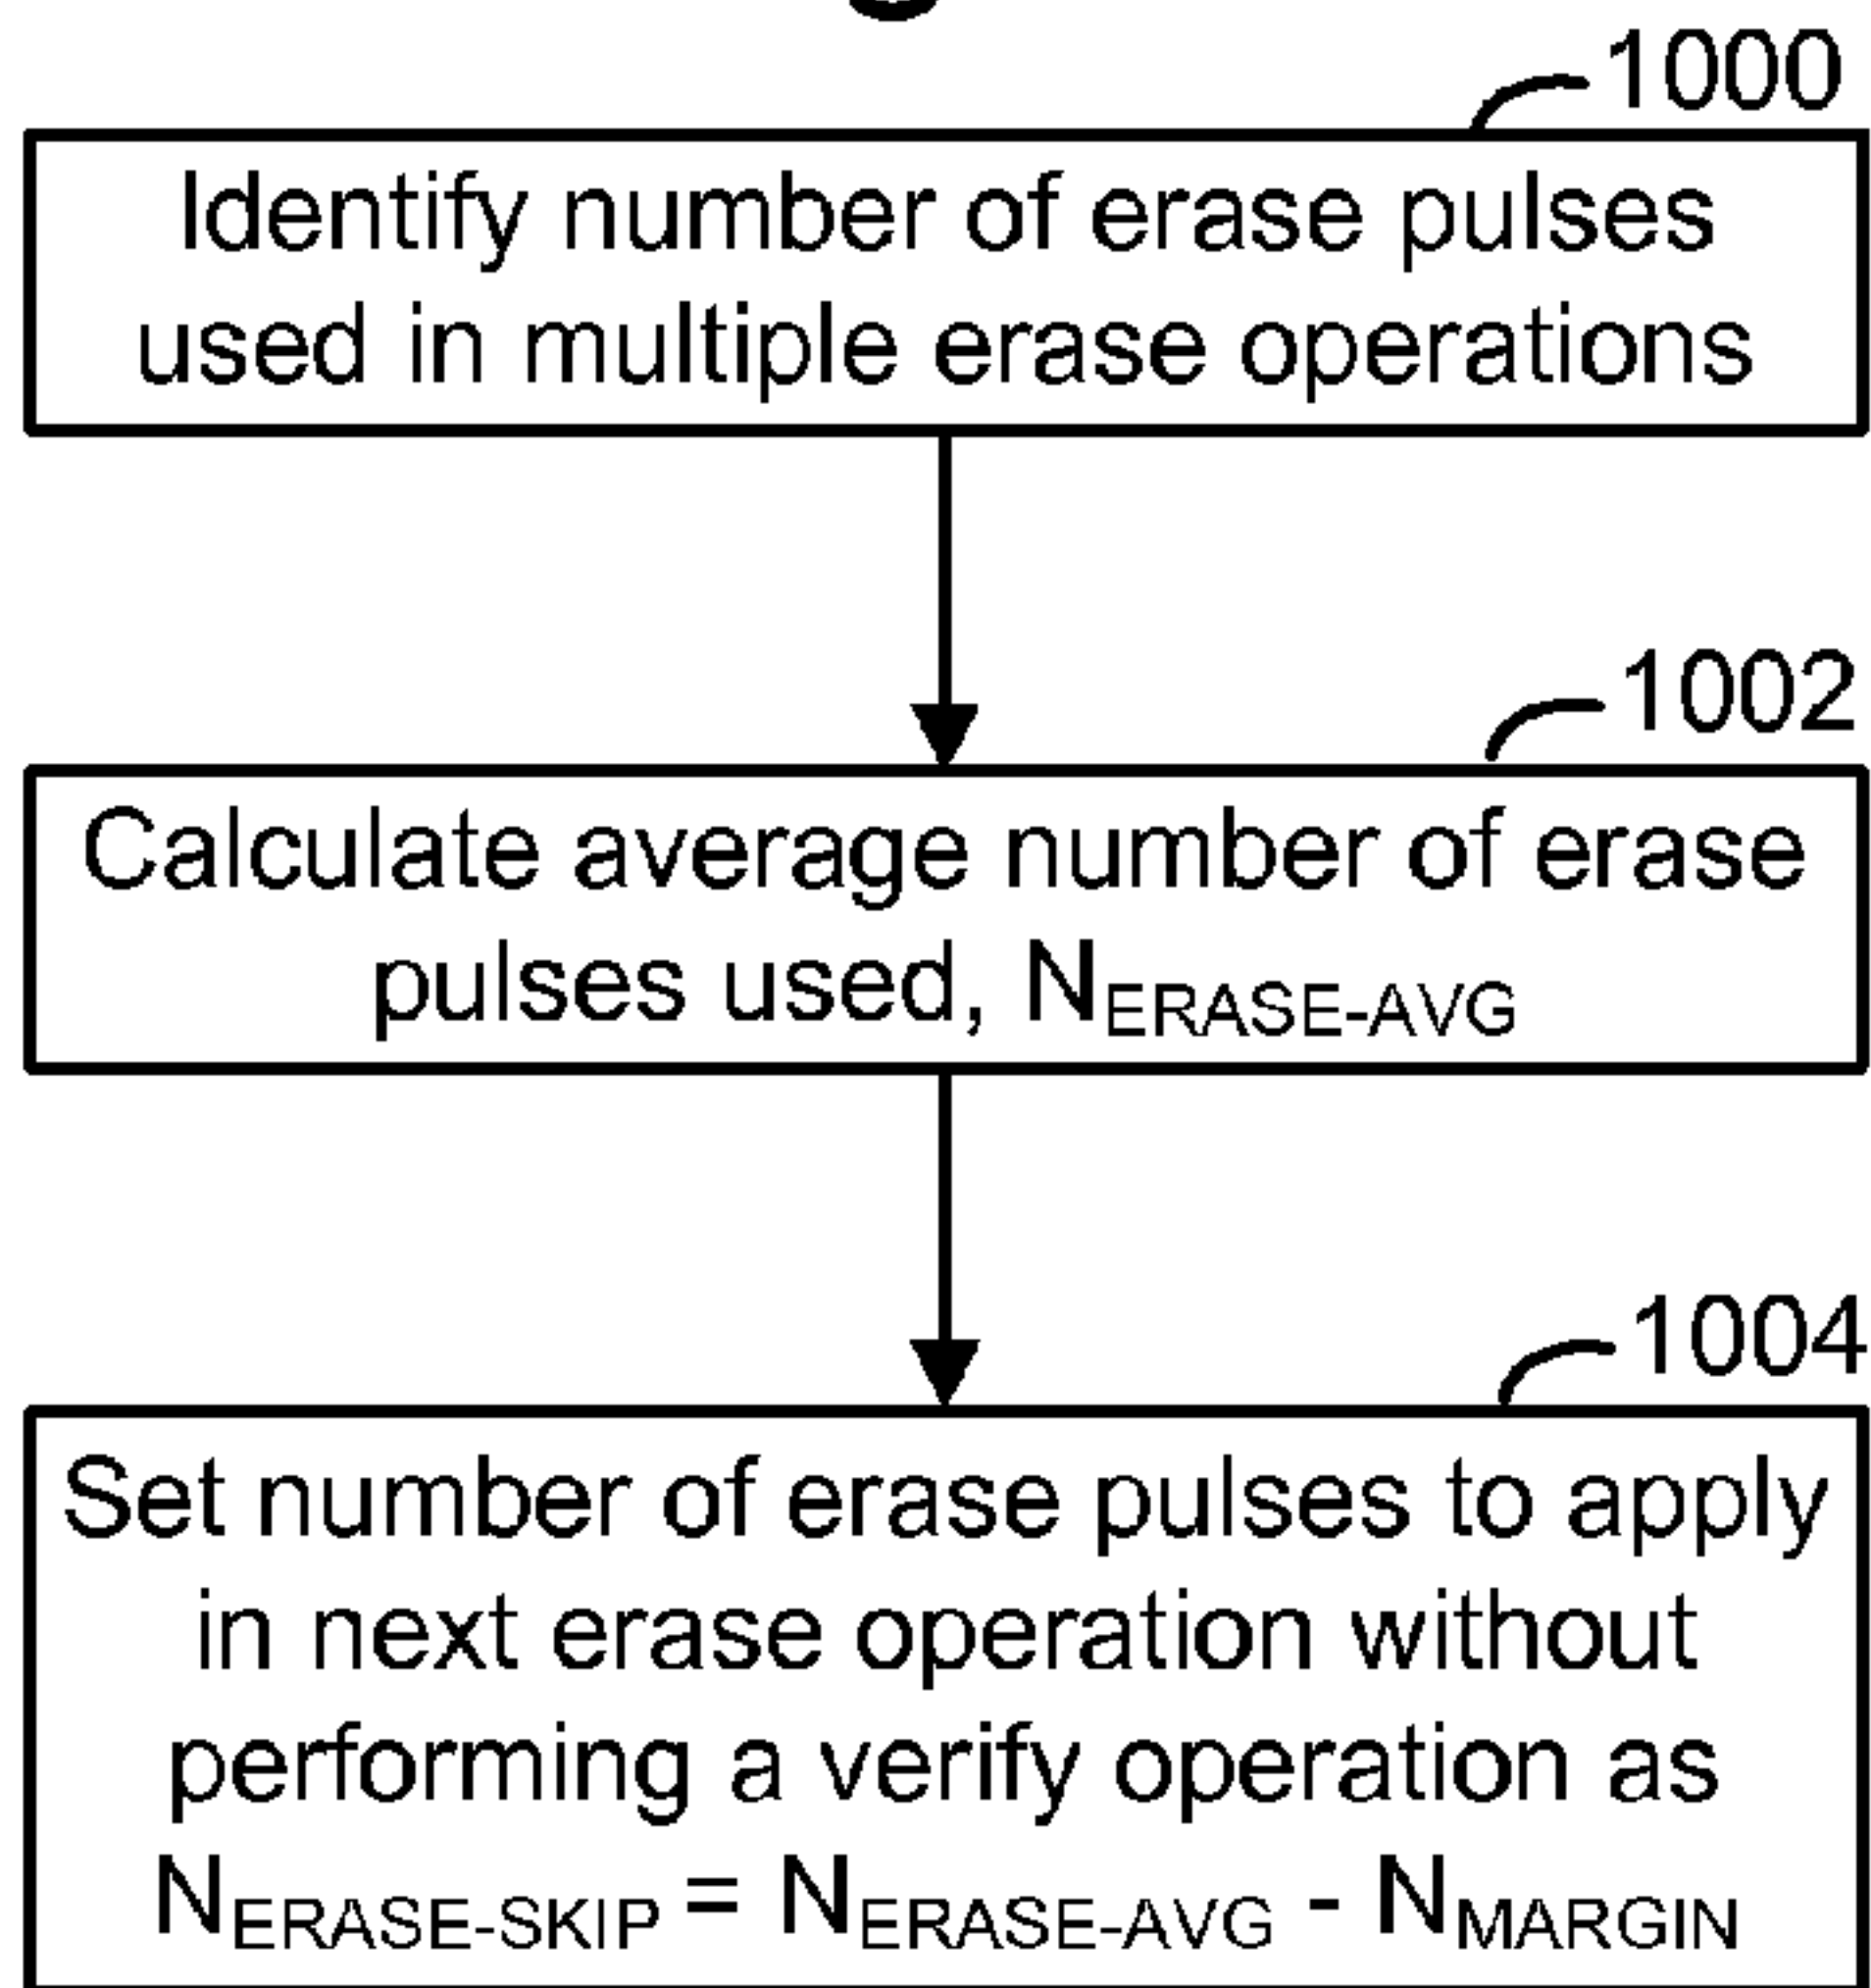 1000
Identify number of erase pulses
used in multiple erase operations
1002
Calculate average number of erase
pulses used, NERASE-AVG
1004
Set number of erase pulses to apply
in next erase operation without
performing a verify operation as
NERASE-SKIP = NERASE-AVG - NMARGIN